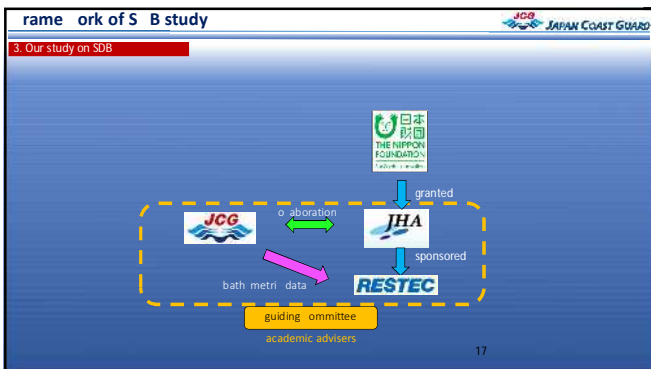 rame ork of S B study
JCG JAPAN COAST GUARD
3. Our study on SDB
日本
財団
THE NIPPON
FOUNDATION
granted
o aboration
JCG
JHA
sponsored
bath metri data
RESTEC
guiding ommittee
academic advisers
17